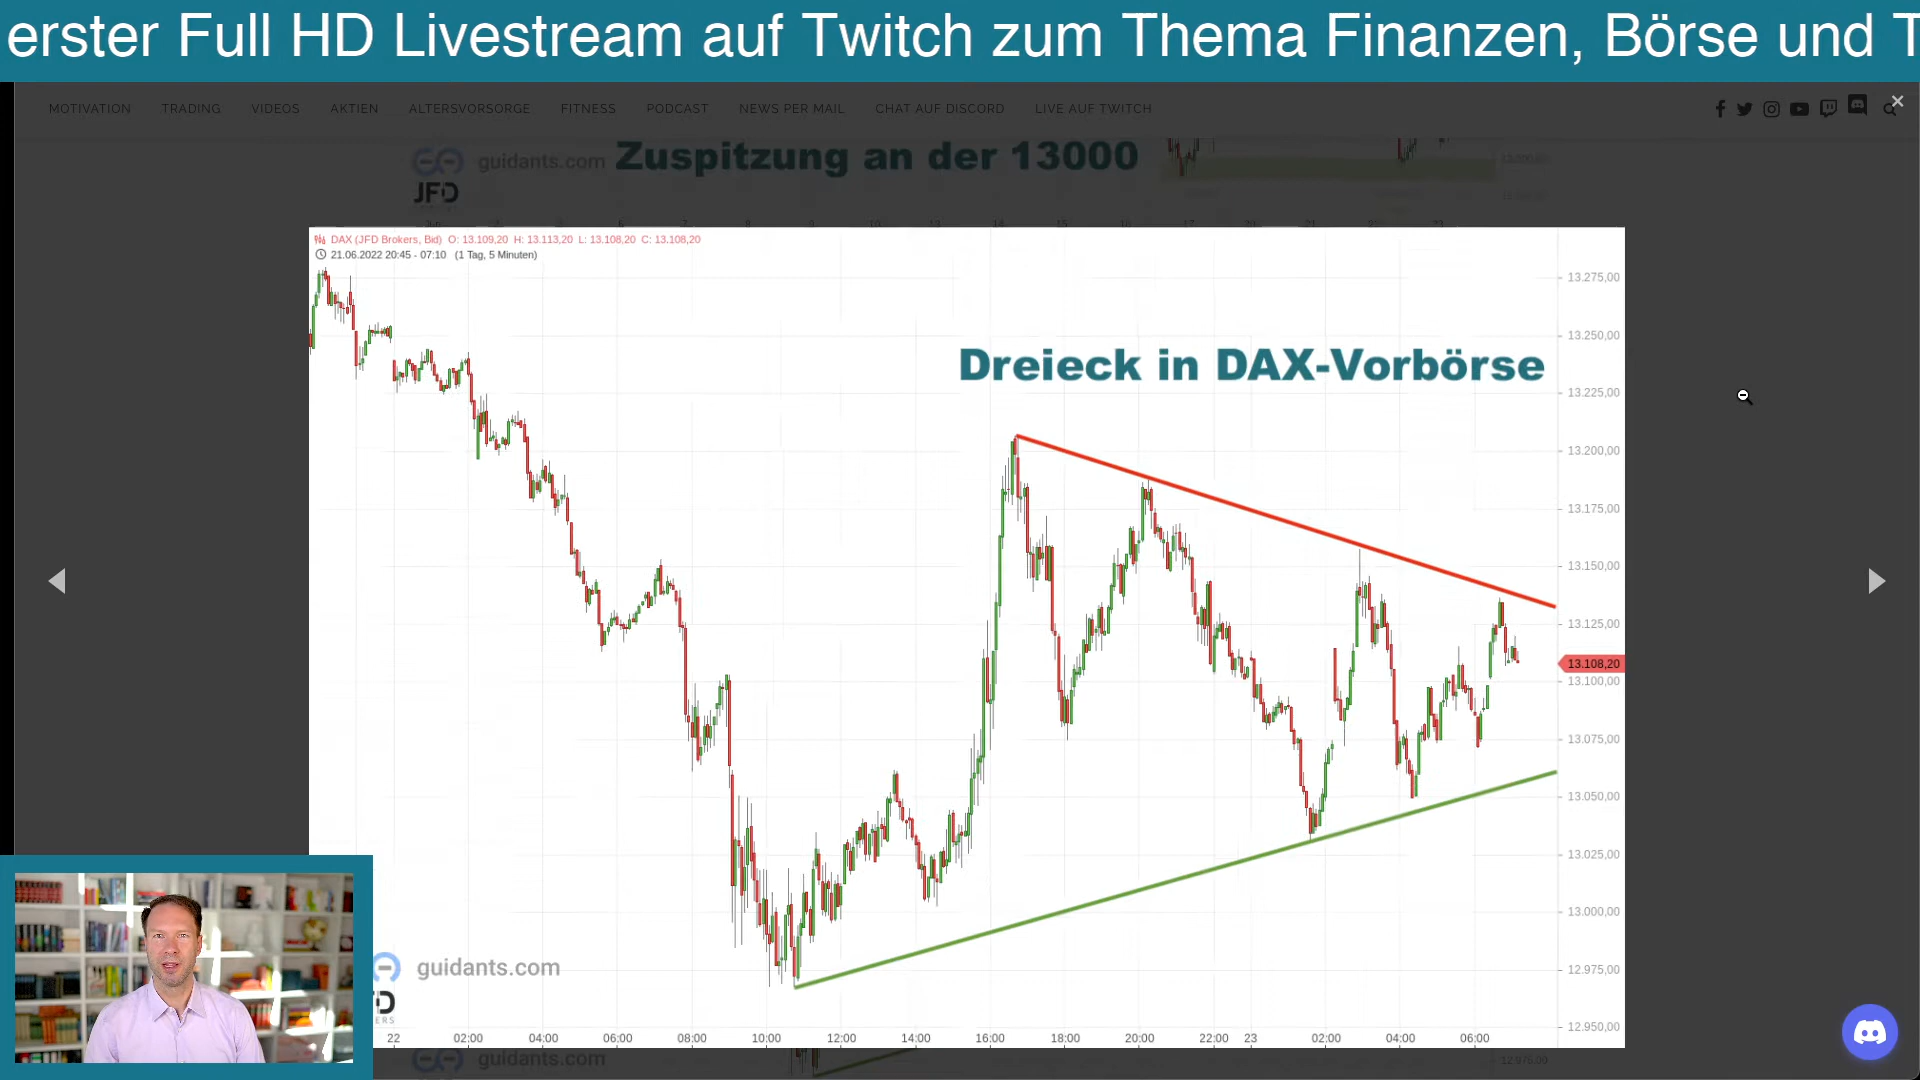 erster Full HD Livestream auf Twitch zum Thema Finanzen, Börse und T
MOTIVATION TRADING VIDEOS AKTIEN ALTERSVORSORGE FITNESS PODCAST NEWS PER MAIL CHAT AUF DISCORD LIVE AUF TWITCH
guidants.com Zuspitzung an der 13000
JFD
DAX (JFD Brokers, Bid) O: 13.109,20 H: 13.113,20 L: 13.108,20 C: 13.108,20
21.06.2022 20:45 - 07:10 (1 Tag, 5 Minuten)
13.275,00
13.250,00
Dreieck in DAX-Vorbörse
13.225,00
13.200,00
13.175,00
13.150,00
13.125,00
13.108,20
13.100,00
13.075,00
13.050,00
13.025,00
13.000,00
12.975,00
12.950,00
guidants.com
22 02:00 04:00 06:00 08:00 10:00 12:00 14:00 16:00 18:00 20:00 22:00 23 02:00 04:00 06:00
guidants.com
12.975,00